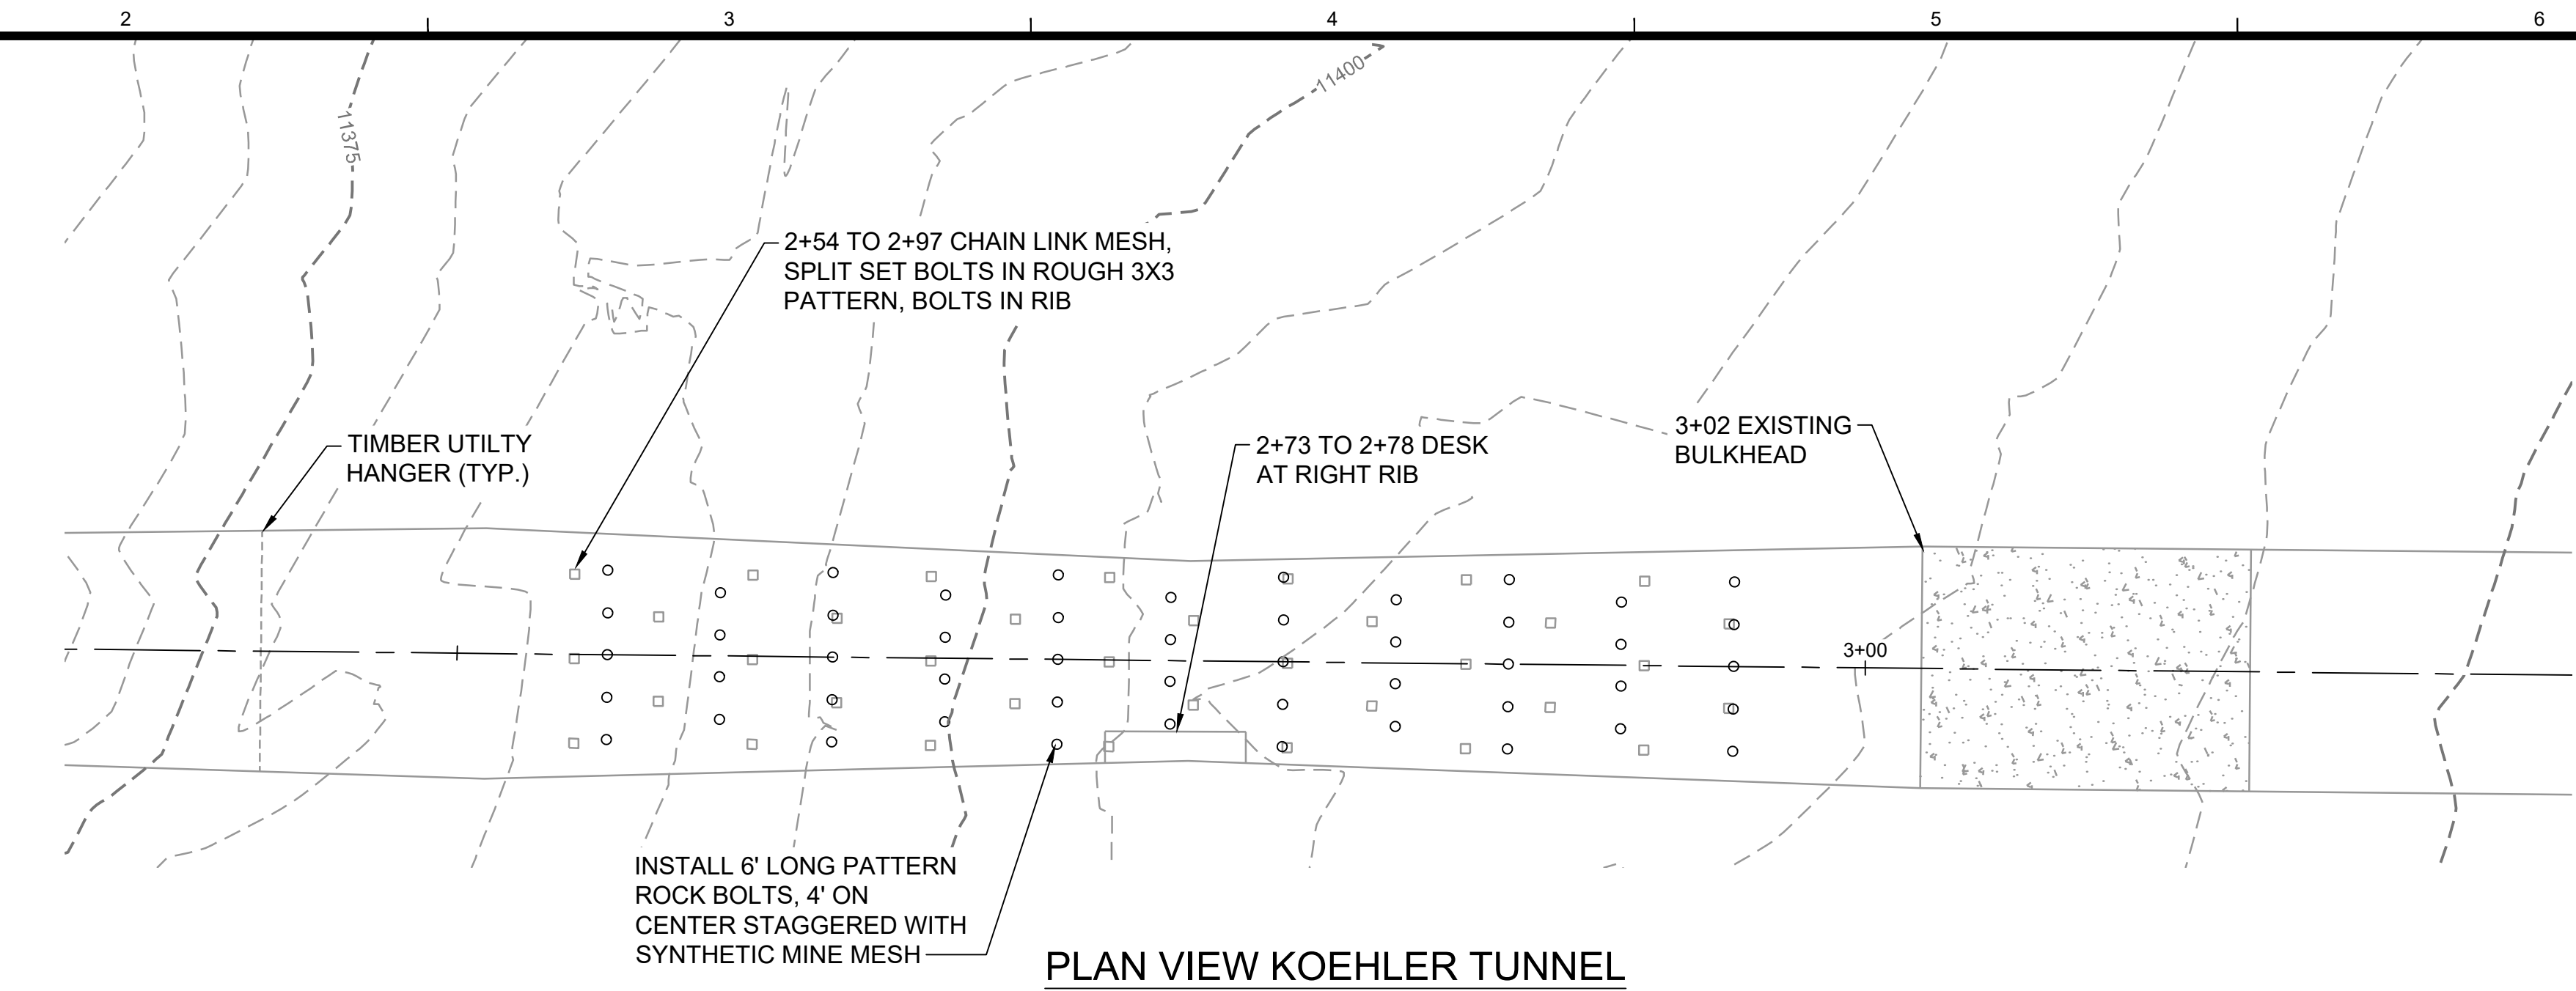 2 3 4 5 6
11400
11375
2+54 TO 2+97 CHAIN LINK MESH,
SPLIT SET BOLTS IN ROUGH 3X3
PATTERN, BOLTS IN RIB
TIMBER UTILTY
HANGER (TYP.)
2+73 TO 2+78 DESK
AT RIGHT RIB
3+02 EXISTING
BULKHEAD
3+00
INSTALL 6' LONG PATTERN
ROCK BOLTS, 4' ON
CENTER STAGGERED WITH
SYNTHETIC MINE MESH
PLAN VIEW KOEHLER TUNNEL